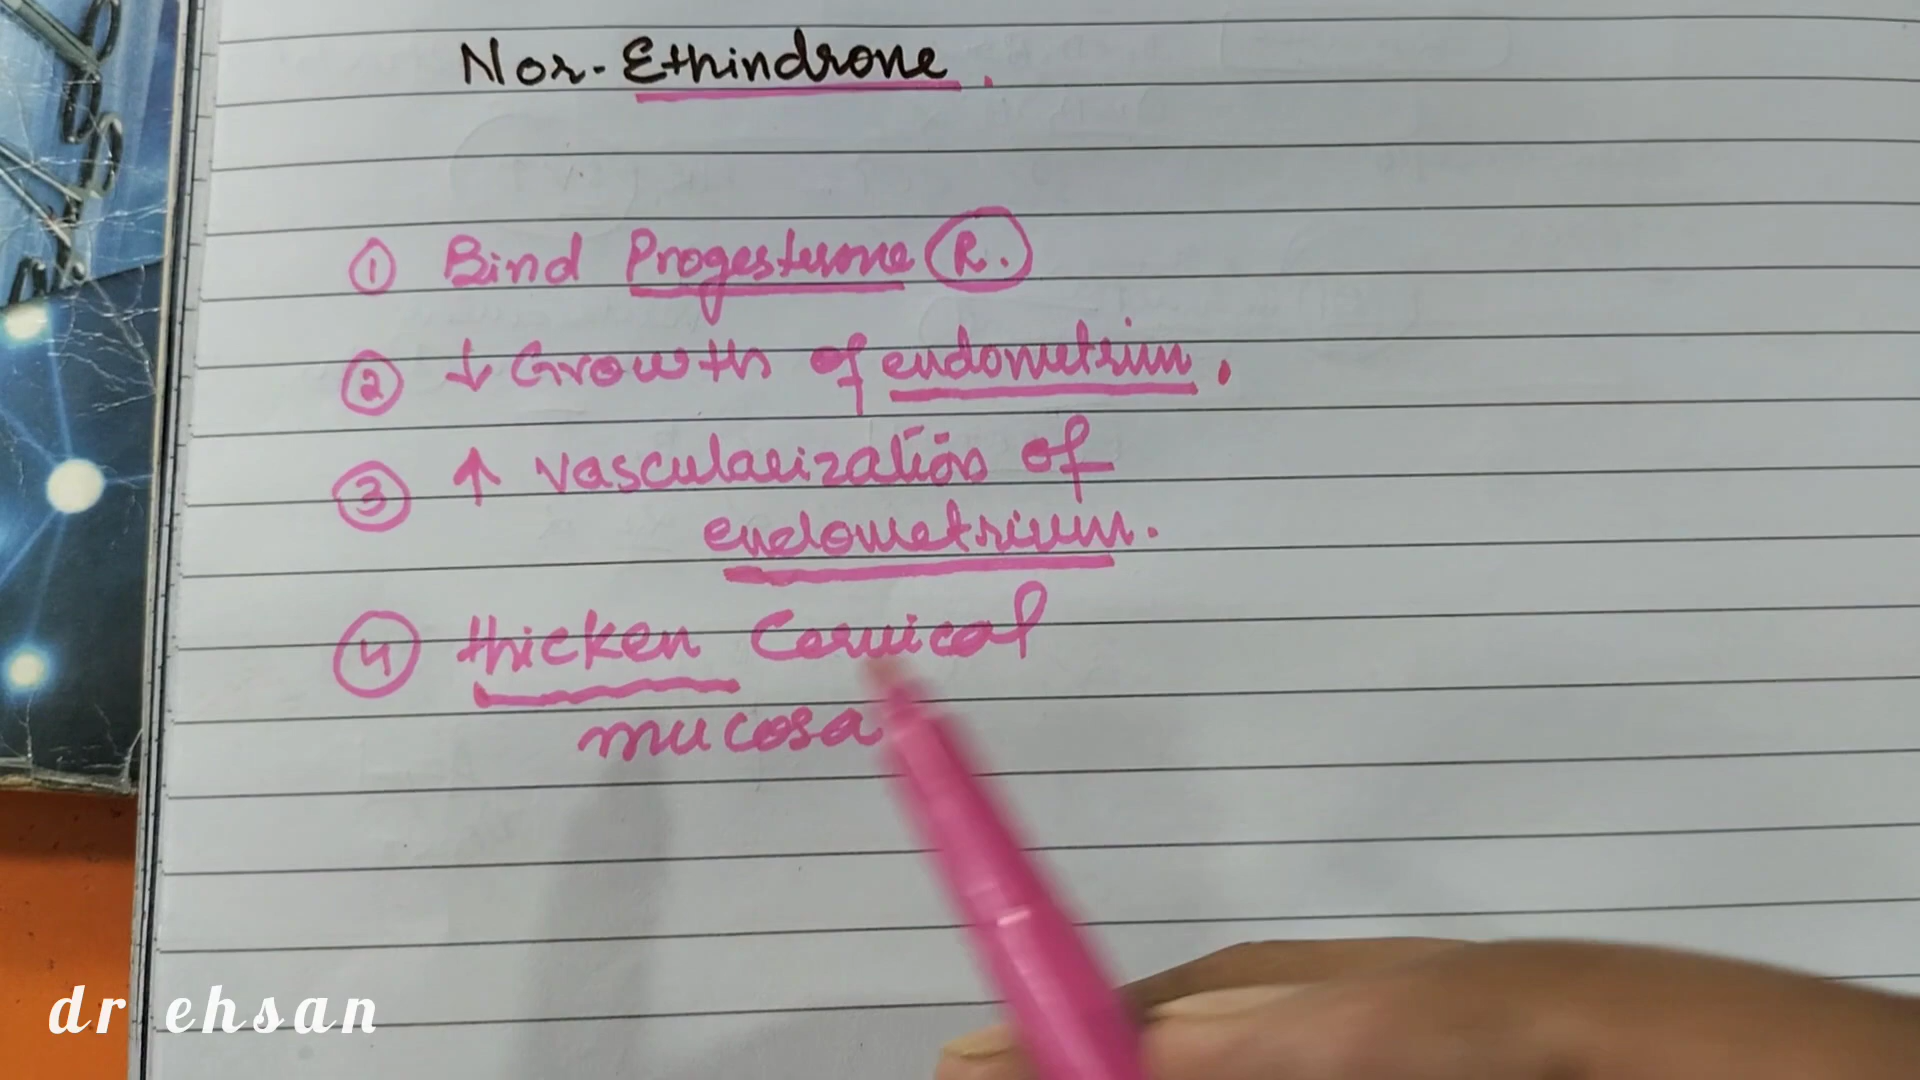 Nor-Ethindrone.
① Bind Progesterone Ⓡ.
② ↓ Growth of endometrium.
③ ↑ vascularization of
endometrium.
④ thicken Cervical
mucosa
dr ehsan